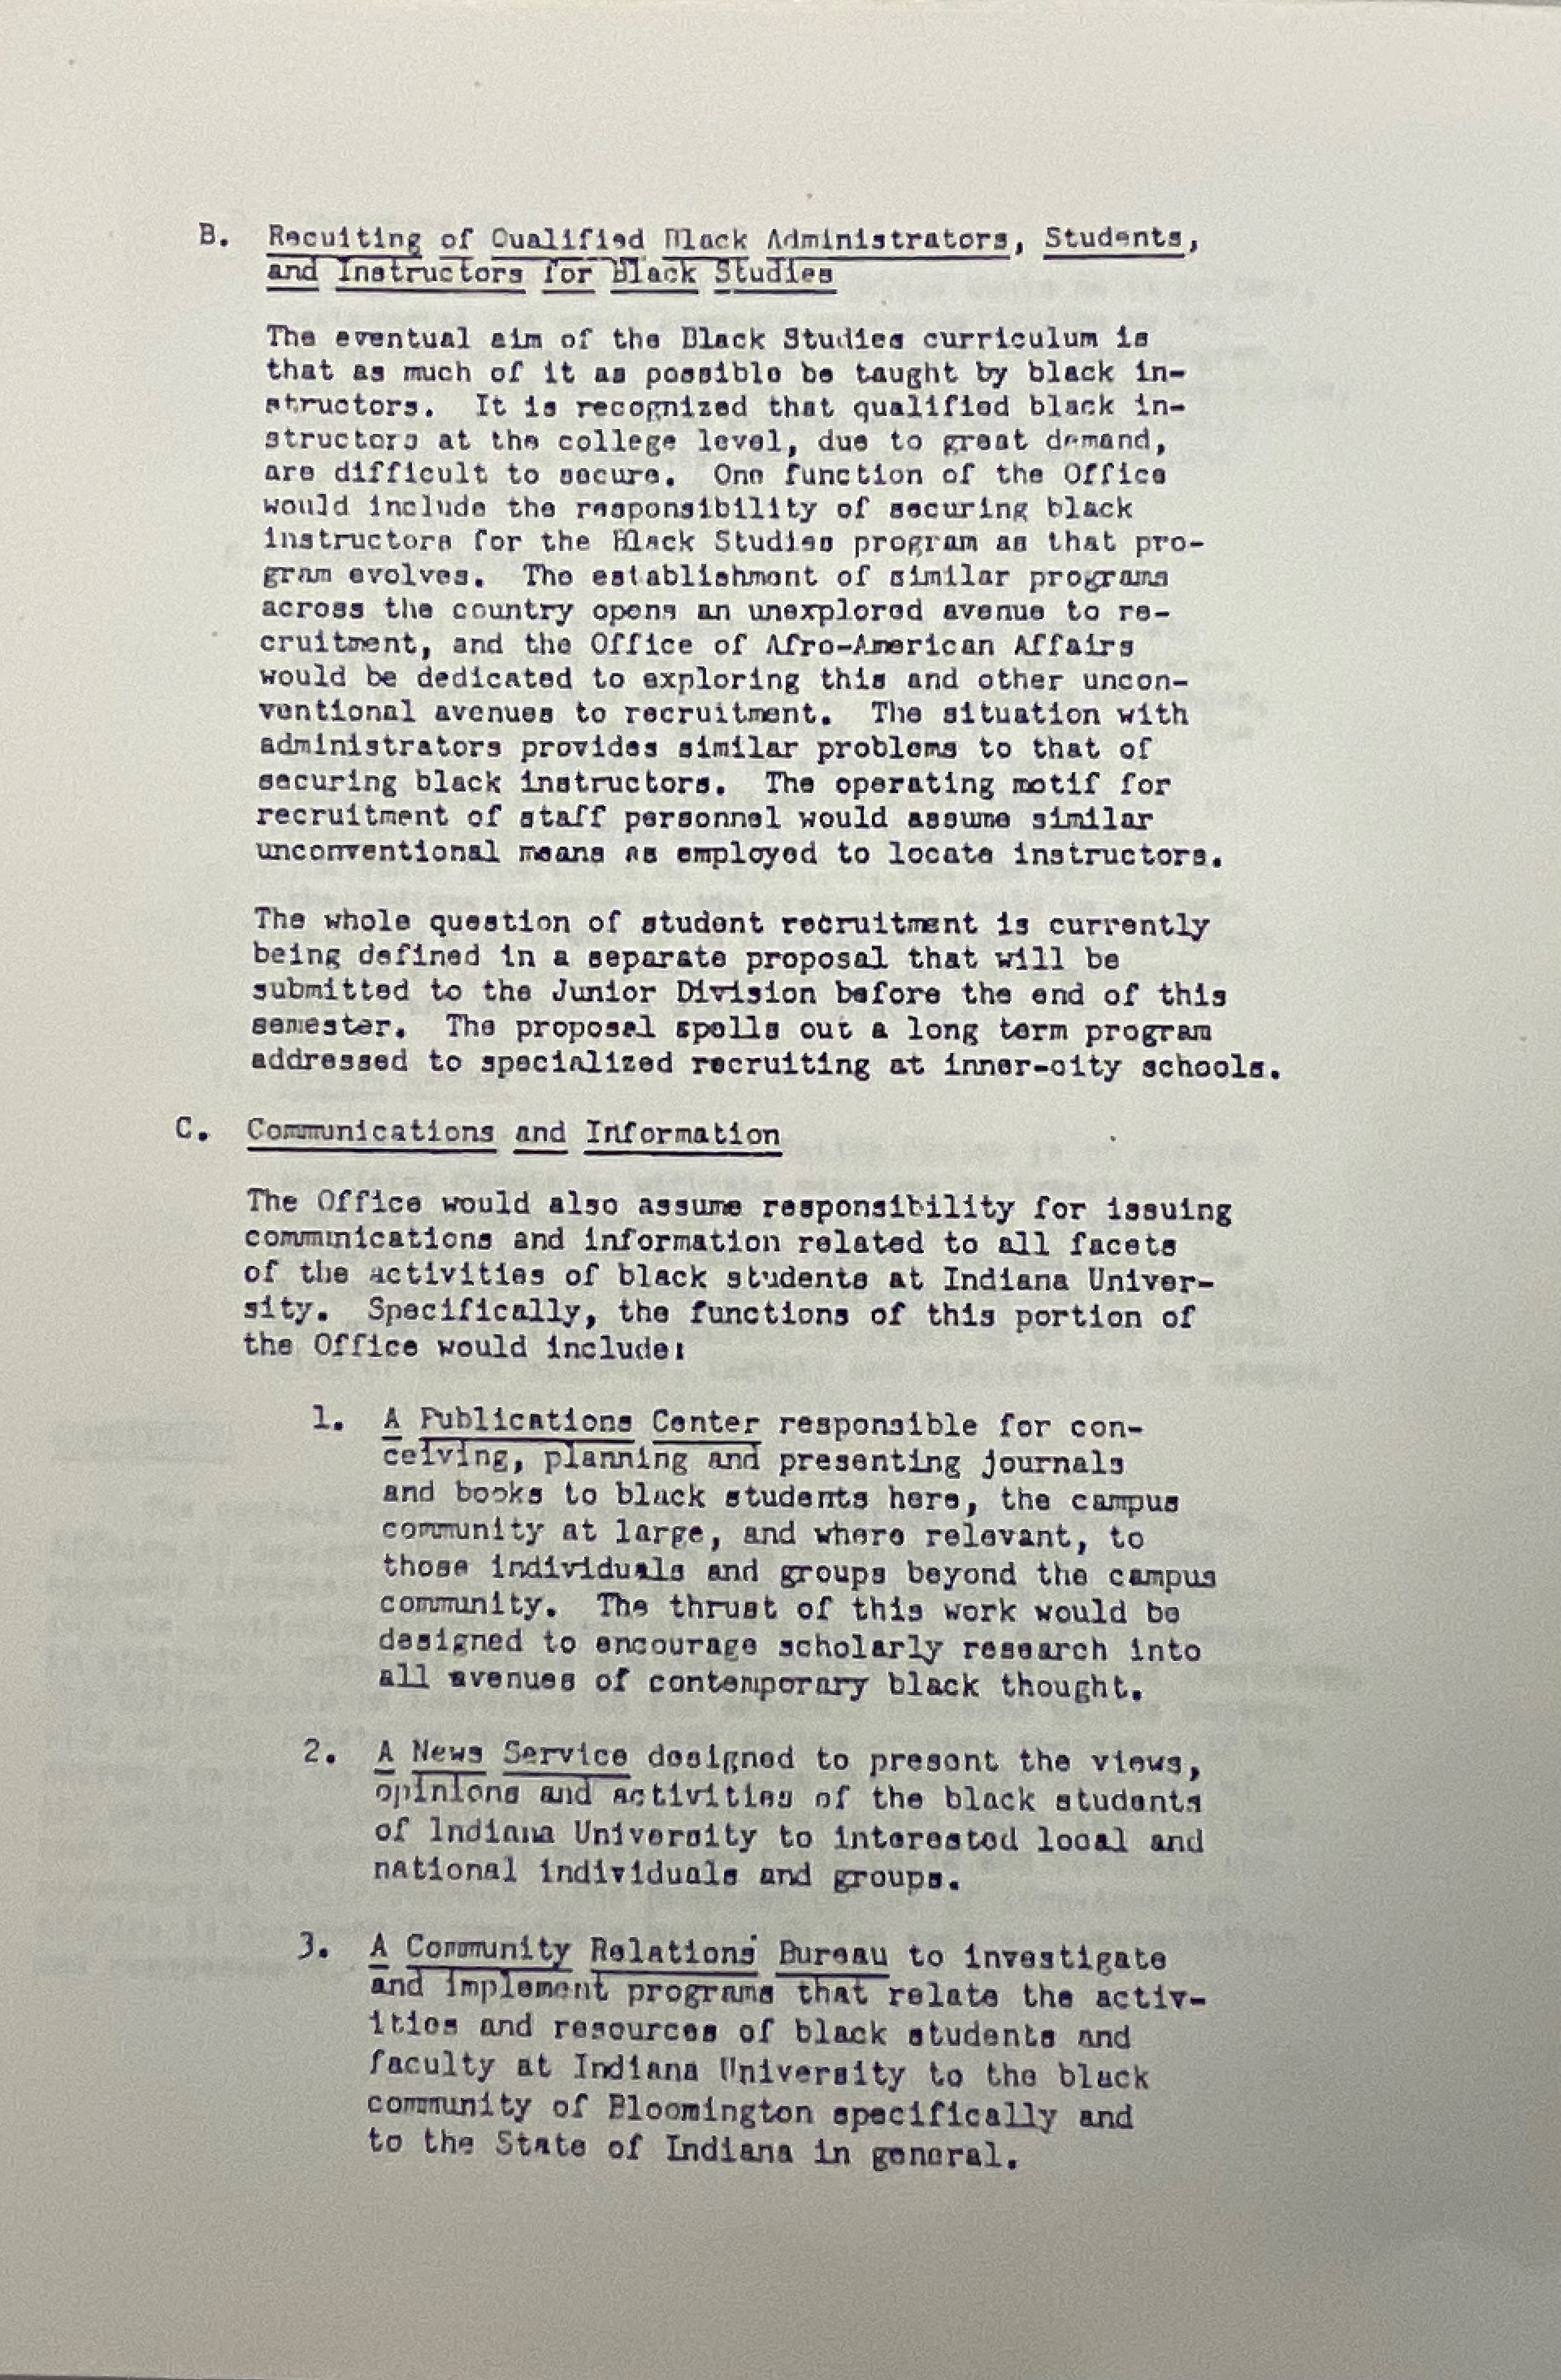 B. Recuiting of Qualified Black Administrators, Students,
and Instructors for Black Studies
The eventual aim of the Black Studies curriculum is
that as much of it as possible be taught by black in-
structors. It is recognized that qualified black in-
structors at the college level, due to great demand,
are difficult to secure. One function of the Office
would include the responsibility of securing black
instructors for the Black Studies program as that pro-
gram evolves. The establishment of similar programs
across the country opens an unexplored avenue to re-
cruitment, and the Office of Afro-American Affairs
would be dedicated to exploring this and other uncon-
ventional avenues to recruitment. The situation with
administrators provides similar problems to that of
securing black instructors. The operating motif for
recruitment of staff personnel would assume similar
unconventional means as employed to locate instructors.
The whole question of student recruitment is currently
being defined in a separate proposal that will be
submitted to the Junior Division before the end of this
semester. The proposal spells out a long term program
addressed to specialized recruiting at inner-city schools.
C. Communications and Information
The Office would also assume responsibility for issuing
communications and information related to all facets
of the activities of black students at Indiana Univer-
sity. Specifically, the functions of this portion of
the Office would include:
1. A Publications Center responsible for con-
ceiving, planning and presenting journals
and books to black students here, the campus
community at large, and where relevant, to
those individuals and groups beyond the campus
community. The thrust of this work would be
designed to encourage scholarly research into
all avenues of contemporary black thought.
2. A News Service designed to present the views,
opinions and activities of the black students
of Indiana University to interested local and
national individuals and groups.
3. A Community Relations Bureau to investigate
and implement programs that relate the activ-
ities and resources of black students and
faculty at Indiana University to the black
community of Bloomington specifically and
to the State of Indiana in general.